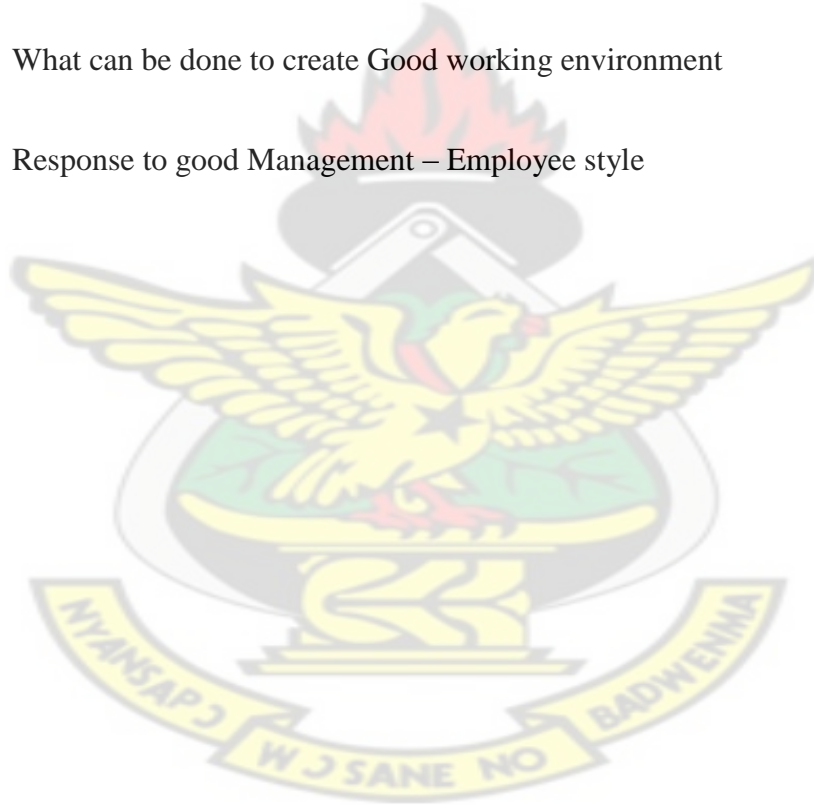 What can be done to create Good working environment
Response to good Management – Employee style
NYANSAPƆ WƆSANE NO BADWENMA